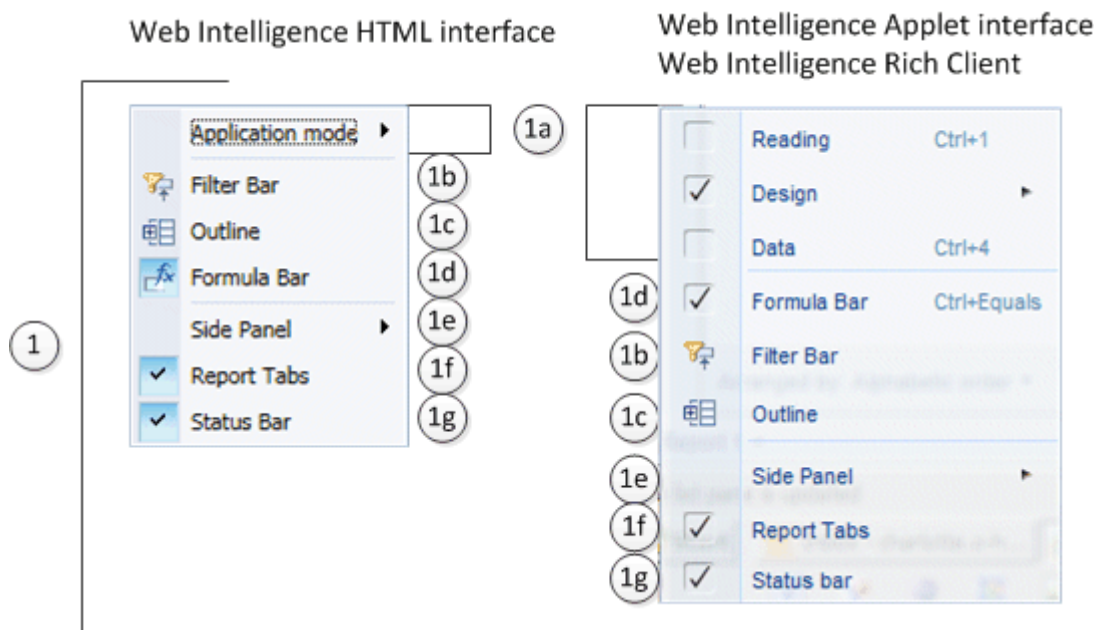 Web Intelligence HTML interface
Web Intelligence Applet interface
Web Intelligence Rich Client
1
Application mode
1a
Filter Bar 1b
Outline 1c
Formula Bar 1d
Side Panel 1e
Report Tabs 1f
Status Bar 1g
Reading Ctrl+1
Design
Data Ctrl+4
1d Formula Bar Ctrl+Equals
1b Filter Bar
1c Outline
1e Side Panel
1f Report Tabs
1g Status bar